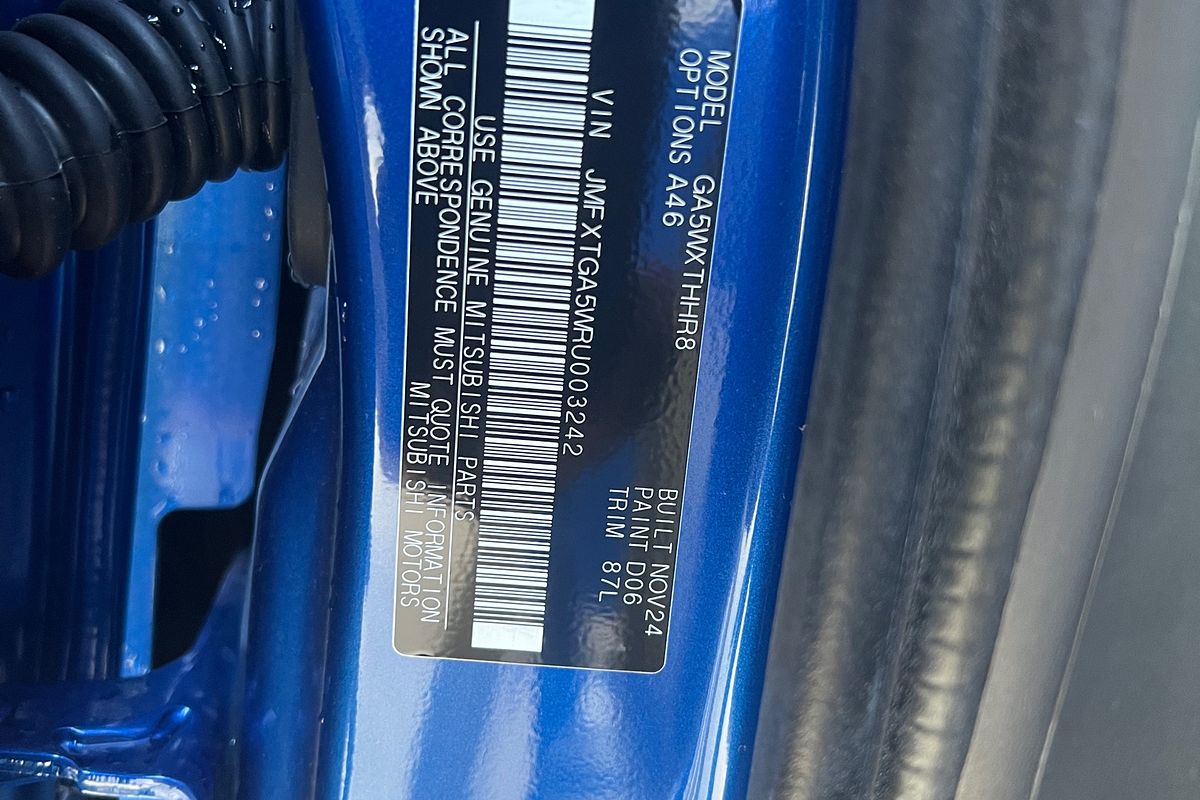 MODEL GA5WXTHHR8
OPTIONS A46
BUILT NOV24
PAINT D06
TRIM 87L
VIN JMFXTGA5WRU003242
USE GENUINE MITSUBISHI PARTS
ALL CORRESPONDENCE MUST QUOTE INFORMATION
SHOWN ABOVE
MITSUBISHI MOTORS